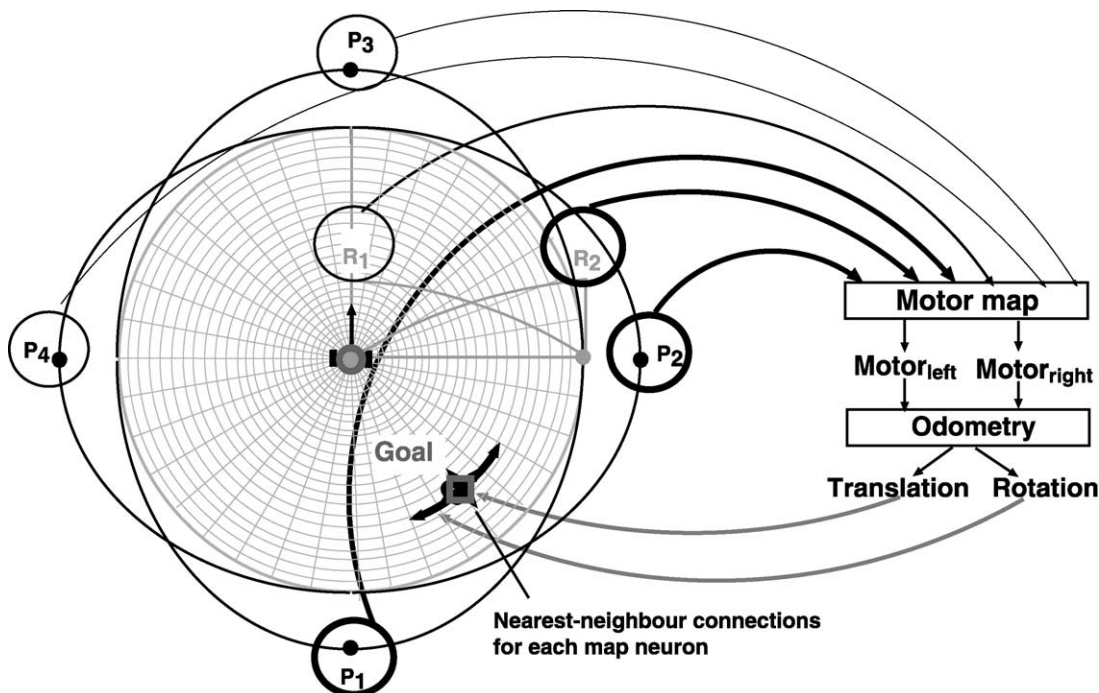 P3
R1
R2
P4
P2
Motor map
Motorleft Motorright
Odometry
Goal
Translation Rotation
Nearest-neighbour connections
for each map neuron
P1